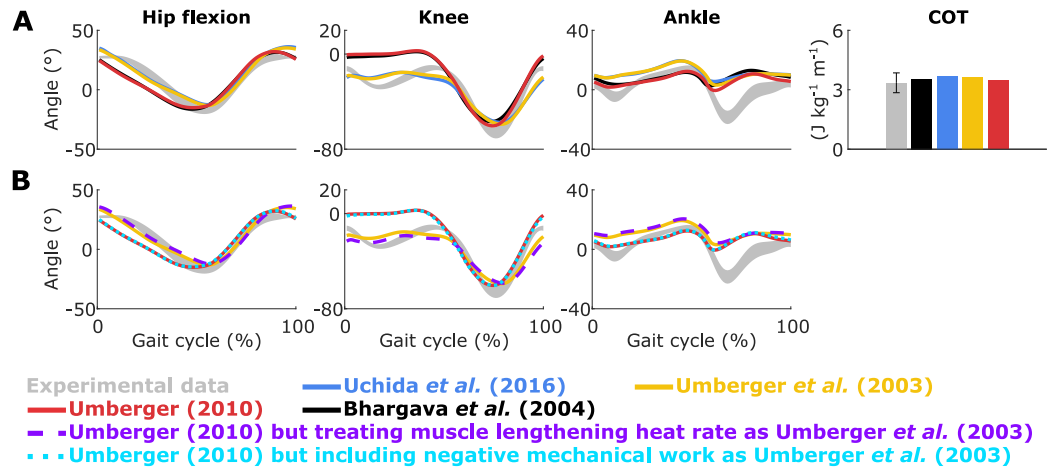 A
Hip flexion
Knee
Ankle
COT
Angle (°)
50
0
-50
20
0
-80
40
0
-40
(J kg⁻¹ m⁻¹)
6
3
0
B
Angle (°)
50
0
-50
0
100
Gait cycle (%)
20
0
-80
0
100
Gait cycle (%)
40
0
-40
0
100
Gait cycle (%)
Experimental data
Uchida et al. (2016)
Umberger et al. (2003)
Umberger (2010)
Bhargava et al. (2004)
Umberger (2010) but treating muscle lengthening heat rate as Umberger et al. (2003)
Umberger (2010) but including negative mechanical work as Umberger et al. (2003)